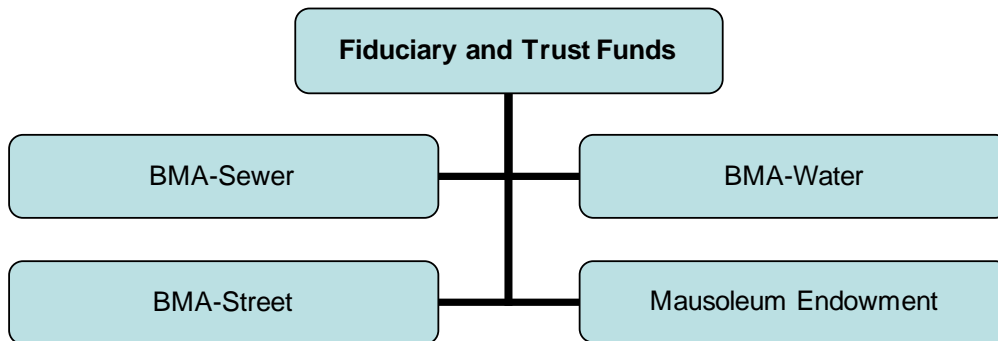 Fiduciary and Trust Funds
BMA-Sewer
BMA-Water
BMA-Street
Mausoleum Endowment